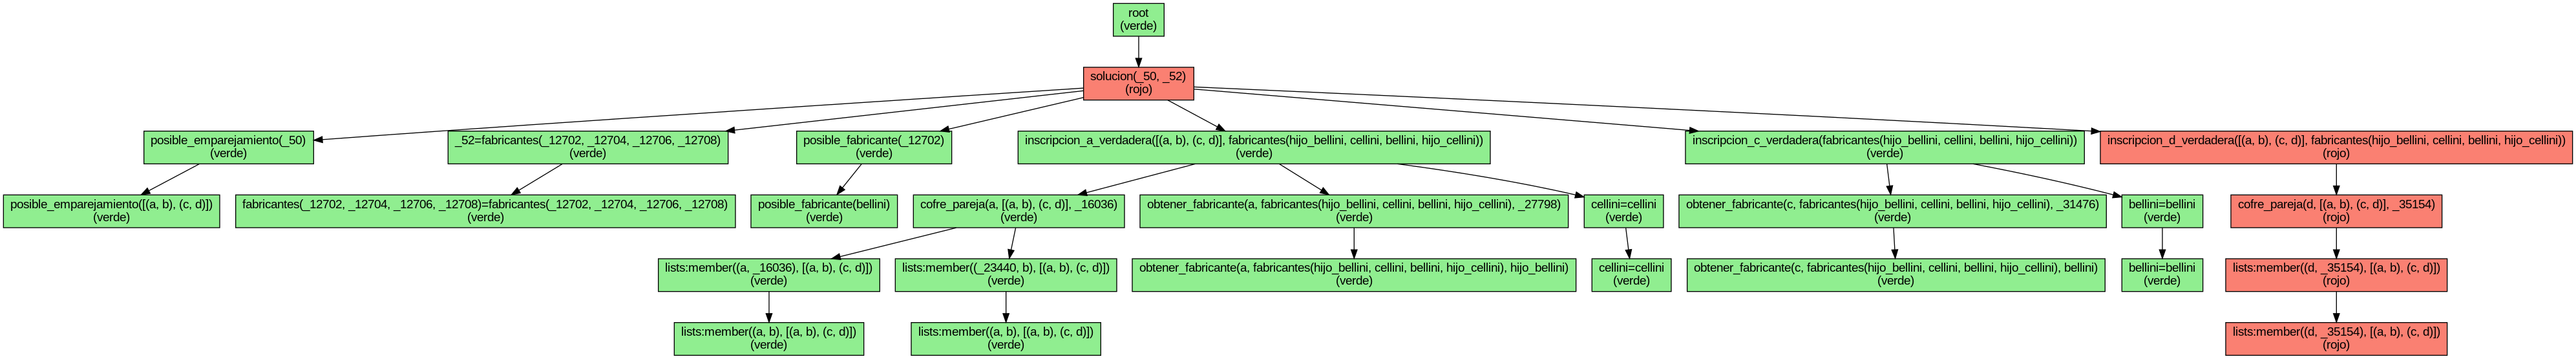 root
(verde)
solucion(_50, _52)
(rojo)
posible_emparejamiento(_50)
(verde)
_52=fabricantes(_12702, _12704, _12706, _12708)
(verde)
posible_fabricante(_12702)
(verde)
inscripcion_a_verdadera([(a, b), (c, d)], fabricantes(hijo_bellini, cellini, bellini, hijo_cellini))
(verde)
inscripcion_c_verdadera(fabricantes(hijo_bellini, cellini, bellini, hijo_cellini))
(verde)
inscripcion_d_verdadera([(a, b), (c, d)], fabricantes(hijo_bellini, cellini, bellini, hijo_cellini))
(rojo)
posible_emparejamiento([(a, b), (c, d)])
(verde)
fabricantes(_12702, _12704, _12706, _12708)=fabricantes(_12702, _12704, _12706, _12708)
(verde)
posible_fabricante(bellini)
(verde)
cofre_pareja(a, [(a, b), (c, d)], _16036)
(verde)
obtener_fabricante(a, fabricantes(hijo_bellini, cellini, bellini, hijo_cellini), _27798)
(verde)
cellini=cellini
(verde)
obtener_fabricante(c, fabricantes(hijo_bellini, cellini, bellini, hijo_cellini), _31476)
(verde)
bellini=bellini
(verde)
cofre_pareja(d, [(a, b), (c, d)], _35154)
(rojo)
lists:member((a, _16036), [(a, b), (c, d)])
(verde)
lists:member((_23440, b), [(a, b), (c, d)])
(verde)
obtener_fabricante(a, fabricantes(hijo_bellini, cellini, bellini, hijo_cellini), hijo_bellini)
(verde)
cellini=cellini
(verde)
obtener_fabricante(c, fabricantes(hijo_bellini, cellini, bellini, hijo_cellini), bellini)
(verde)
bellini=bellini
(verde)
lists:member((d, _35154), [(a, b), (c, d)])
(rojo)
lists:member((a, b), [(a, b), (c, d)])
(verde)
lists:member((a, b), [(a, b), (c, d)])
(verde)
lists:member((d, _35154), [(a, b), (c, d)])
(rojo)